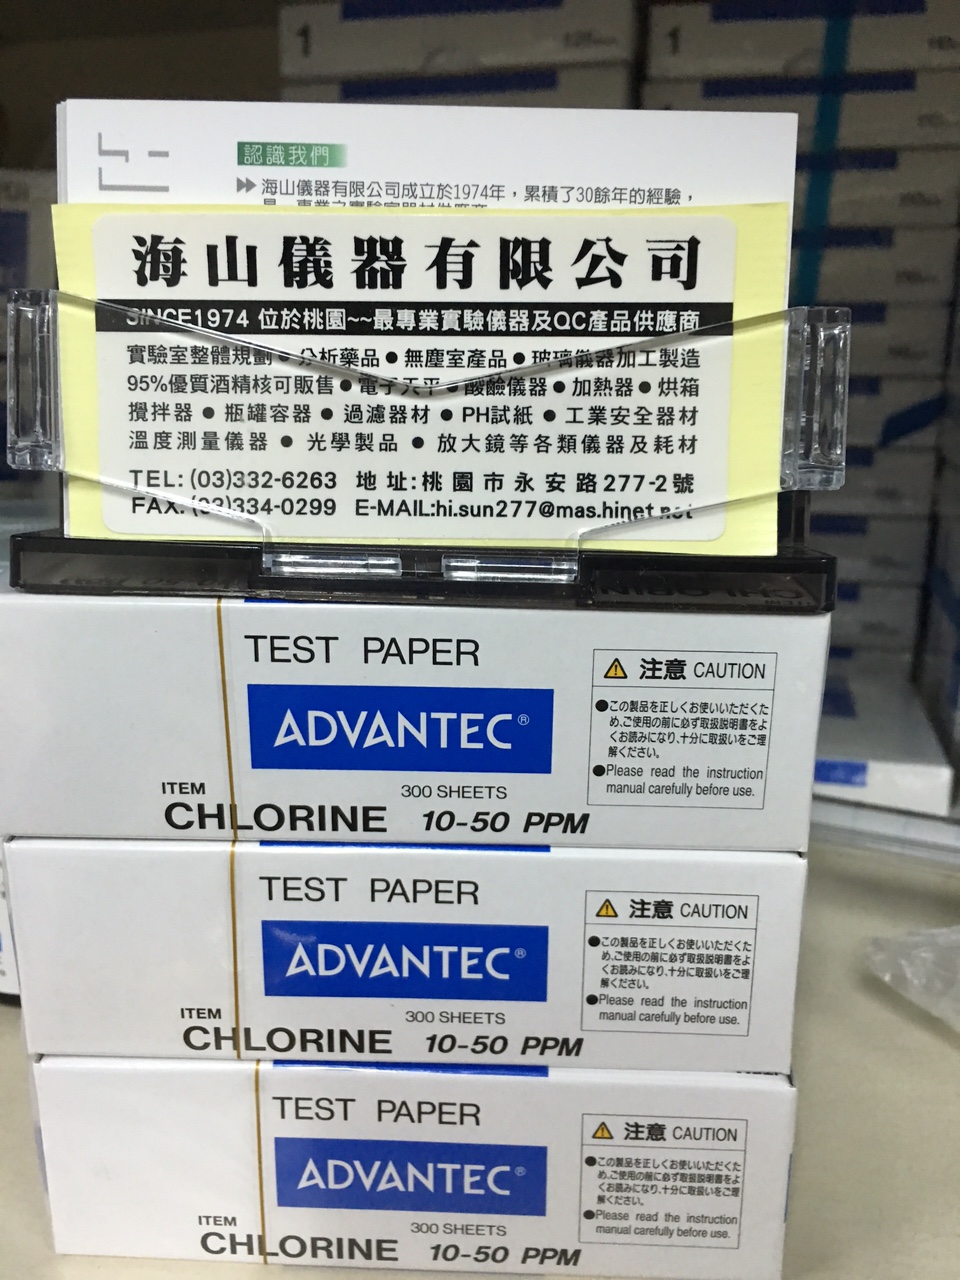 1
1
認識我們
海山儀器有限公司成立於1974年，累積了30餘年的經驗，
海山儀器有限公司
SINCE1974 位於桃園~~最專業實驗儀器及QC產品供應商
實驗室整體規劃●分析藥品●無塵室產品●玻璃儀器加工製造
95%優質酒精核可販售●電子天平●酸鹼儀器●加熱器●烘箱
攪拌器●瓶罐容器●過濾器材●PH試紙●工業安全器材
溫度測量儀器●光學製品●放大鏡等各類儀器及耗材
TEL: (03)332-6263 地址:桃園市永安路277-2號
FAX: (03)334-0299 E-MAIL:hi.sun277@mas.hinet.net
TEST PAPER
ADVANTEC®
300 SHEETS
ITEM
CHLORINE 10-50 PPM
注意 CAUTION
●この製品を正しくお使いいただくた
め、ご使用の前に必ず取扱説明書をよ
くお読みになり、十分に取扱いをご理
解ください。
●Please read the instruction
manual carefully before use.
TEST PAPER
ADVANTEC®
300 SHEETS
ITEM
CHLORINE 10-50 PPM
注意 CAUTION
●この製品を正しくお使いいただくた
め、ご使用の前に必ず取扱説明書をよ
くお読みになり、十分に取扱いをご理
解ください。
●Please read the instruction
manual carefully before use.
TEST PAPER
ADVANTEC®
300 SHEETS
ITEM
CHLORINE 10-50 PPM
注意 CAUTION
●この製品を正しくお使いいただくた
め、ご使用の前に必ず取扱説明書をよ
くお読みになり、十分に取扱いをご理
解ください。
●Please read the instruction
manual carefully before use.